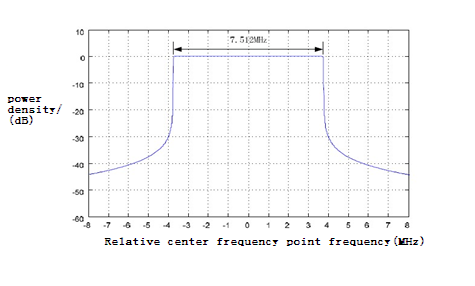 10
7.512MHz
0
-10
power
density/
(dB)
-20
-30
-40
-50
-60
-8 -7 -6 -5 -4 -3 -2 -1 0 1 2 3 4 5 6 7 8
Relative center frequency point frequency(MHz)